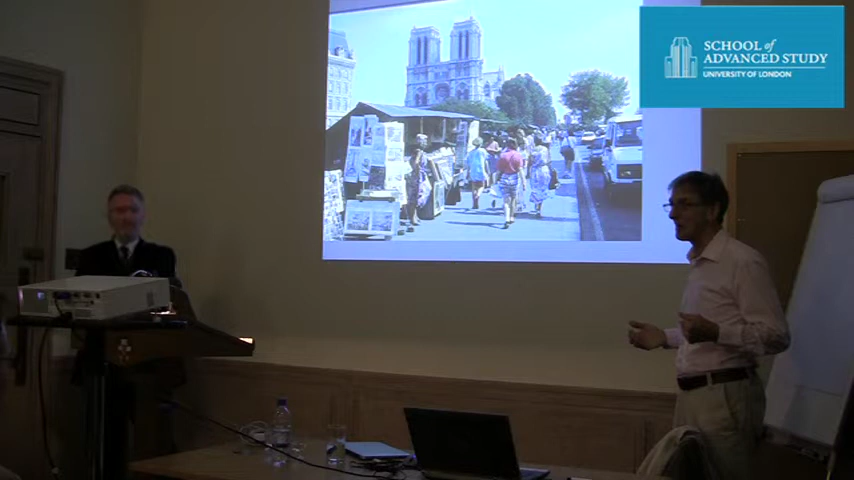 SCHOOL of
ADVANCED STUDY
UNIVERSITY OF LONDON